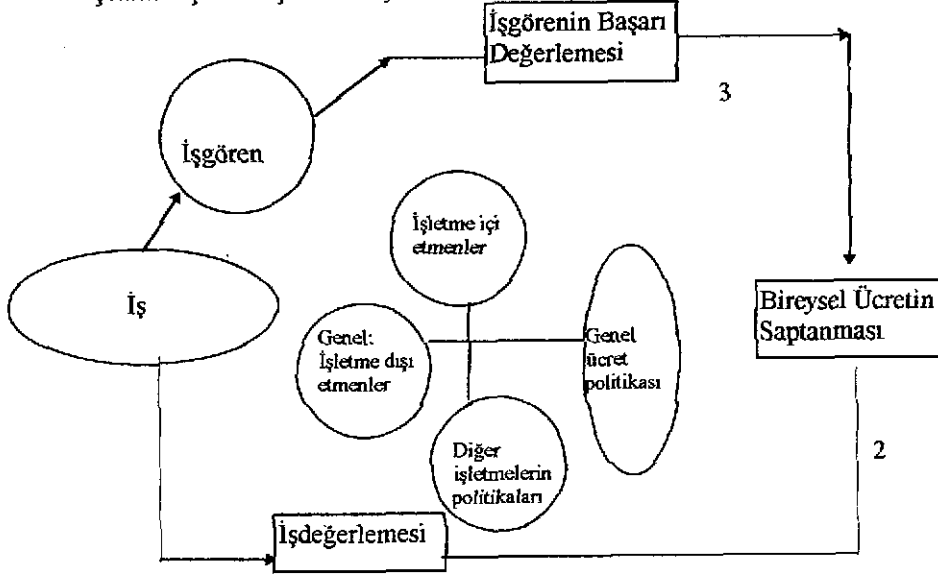 İşgörenin Başarı
Değerlemesi
3
İşgören
İşletme içi
etmenler
İş
Bireysel Ücretin
Saptanması
Genel:
İşletme dışı
etmenler
Genel
ücret
politikası
Diğer
işletmelerin
politikaları
2
İşdeğerlemesi